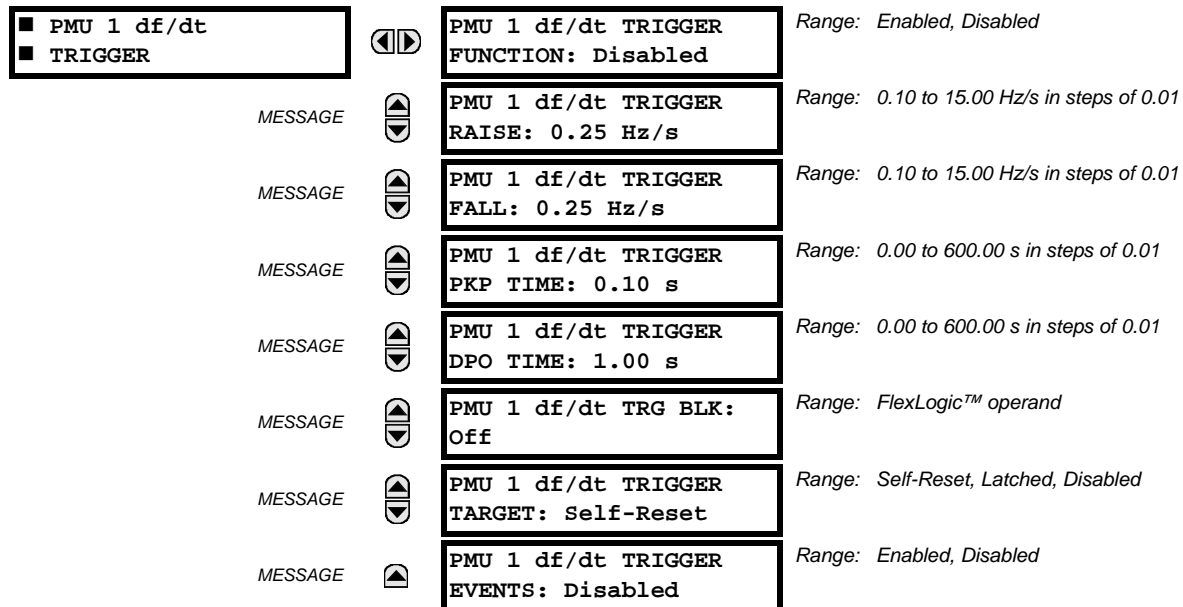 ■ PMU 1 df/dt
■ TRIGGER
PMU 1 df/dt TRIGGER
FUNCTION: Disabled
Range: Enabled, Disabled
MESSAGE
PMU 1 df/dt TRIGGER
RAISE: 0.25 Hz/s
Range: 0.10 to 15.00 Hz/s in steps of 0.01
MESSAGE
PMU 1 df/dt TRIGGER
FALL: 0.25 Hz/s
Range: 0.10 to 15.00 Hz/s in steps of 0.01
MESSAGE
PMU 1 df/dt TRIGGER
PKP TIME: 0.10 s
Range: 0.00 to 600.00 s in steps of 0.01
MESSAGE
PMU 1 df/dt TRIGGER
DPO TIME: 1.00 s
Range: 0.00 to 600.00 s in steps of 0.01
MESSAGE
PMU 1 df/dt TRG BLK:
Off
Range: FlexLogic™ operand
MESSAGE
PMU 1 df/dt TRIGGER
TARGET: Self-Reset
Range: Self-Reset, Latched, Disabled
MESSAGE
PMU 1 df/dt TRIGGER
EVENTS: Disabled
Range: Enabled, Disabled